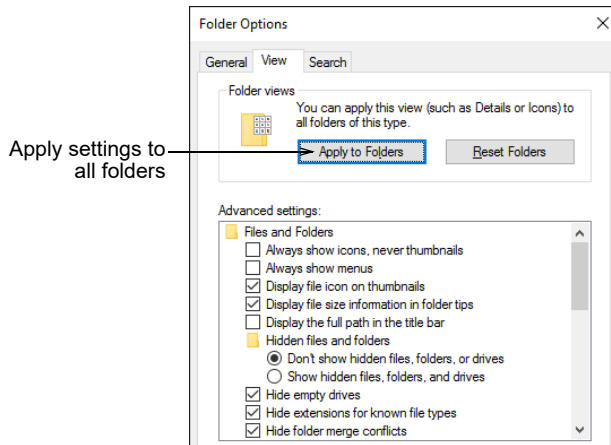 Folder Options
General View Search
Folder views
You can apply this view (such as Details or Icons) to
all folders of this type.
Apply to Folders Reset Folders
Apply settings to
all folders
Advanced settings:
Files and Folders
Always show icons, never thumbnails
Always show menus
Display file icon on thumbnails
Display file size information in folder tips
Display the full path in the title bar
Hidden files and folders
Don't show hidden files, folders, or drives
Show hidden files, folders, and drives
Hide empty drives
Hide extensions for known file types
Hide folder merge conflicts